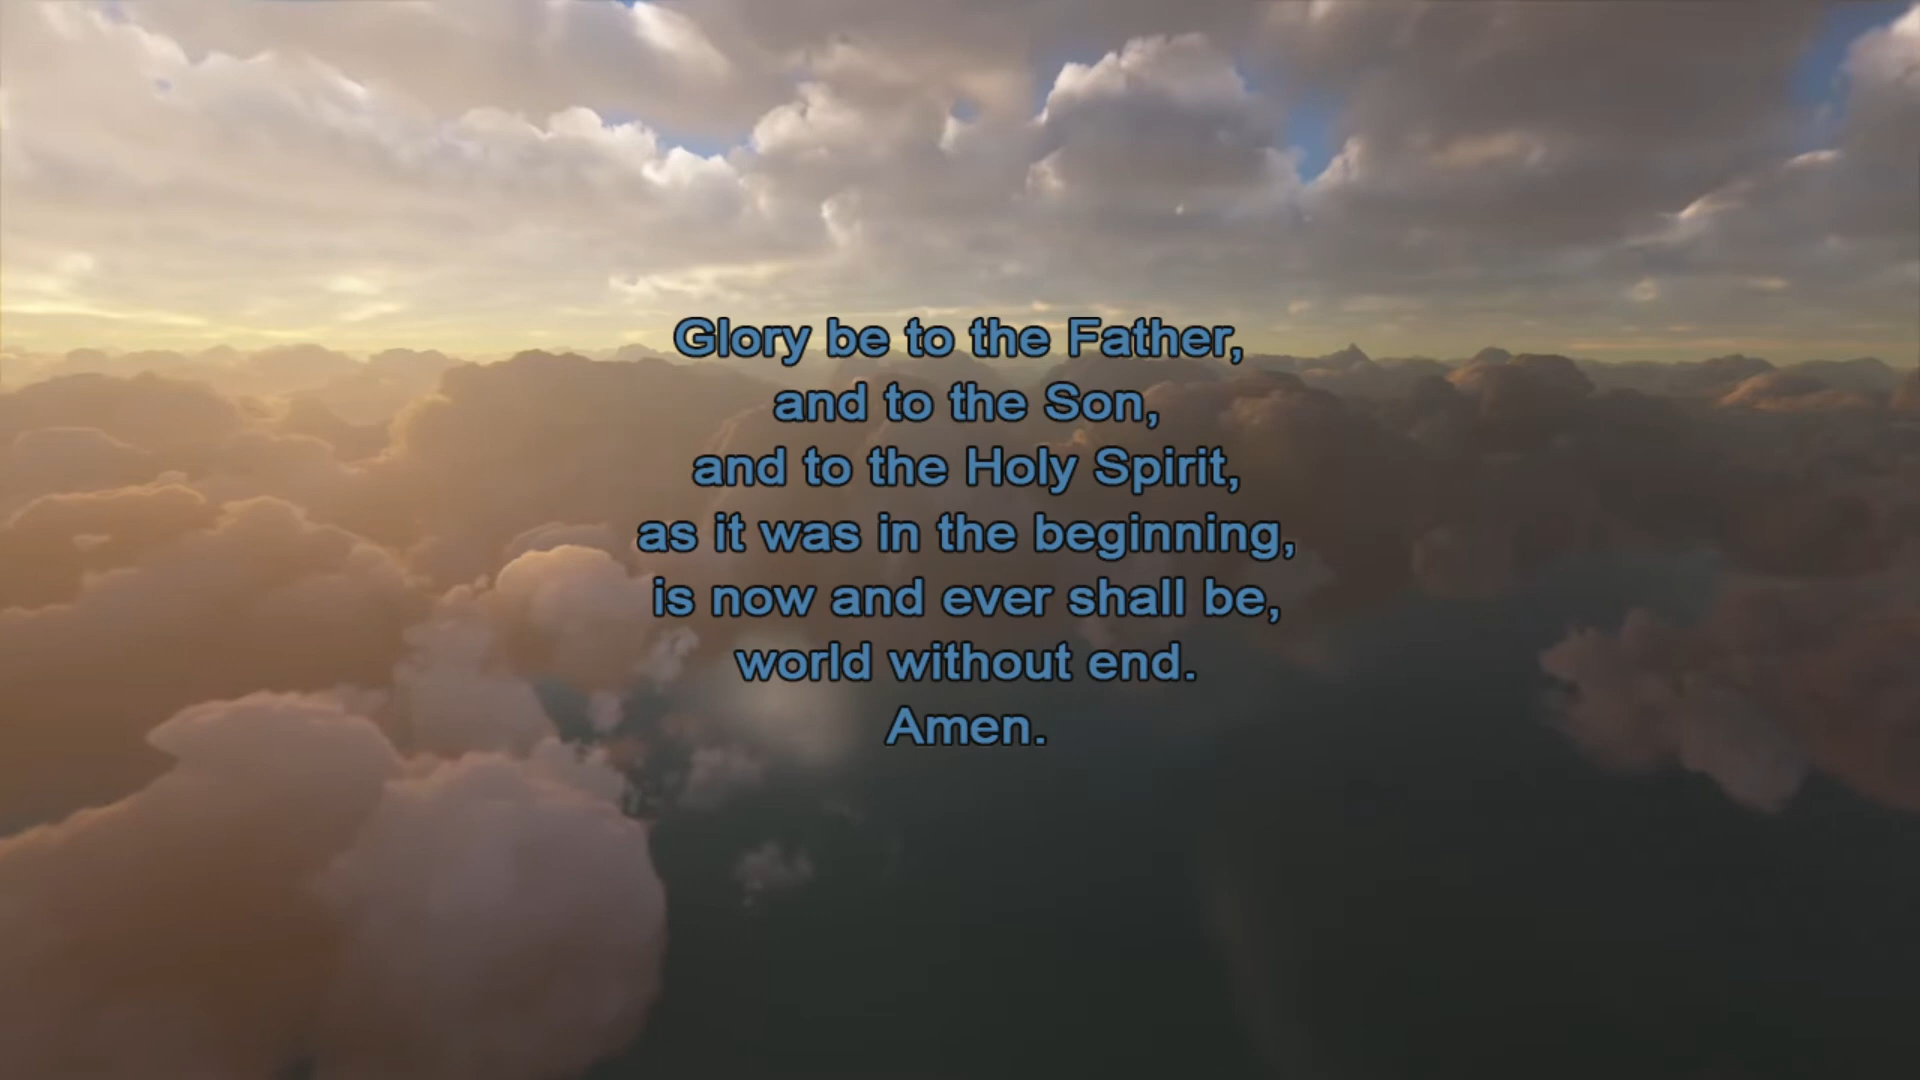 Glory be to the Father,
and to the Son,
and to the Holy Spirit,
as it was in the beginning,
is now and ever shall be,
world without end.
Amen.